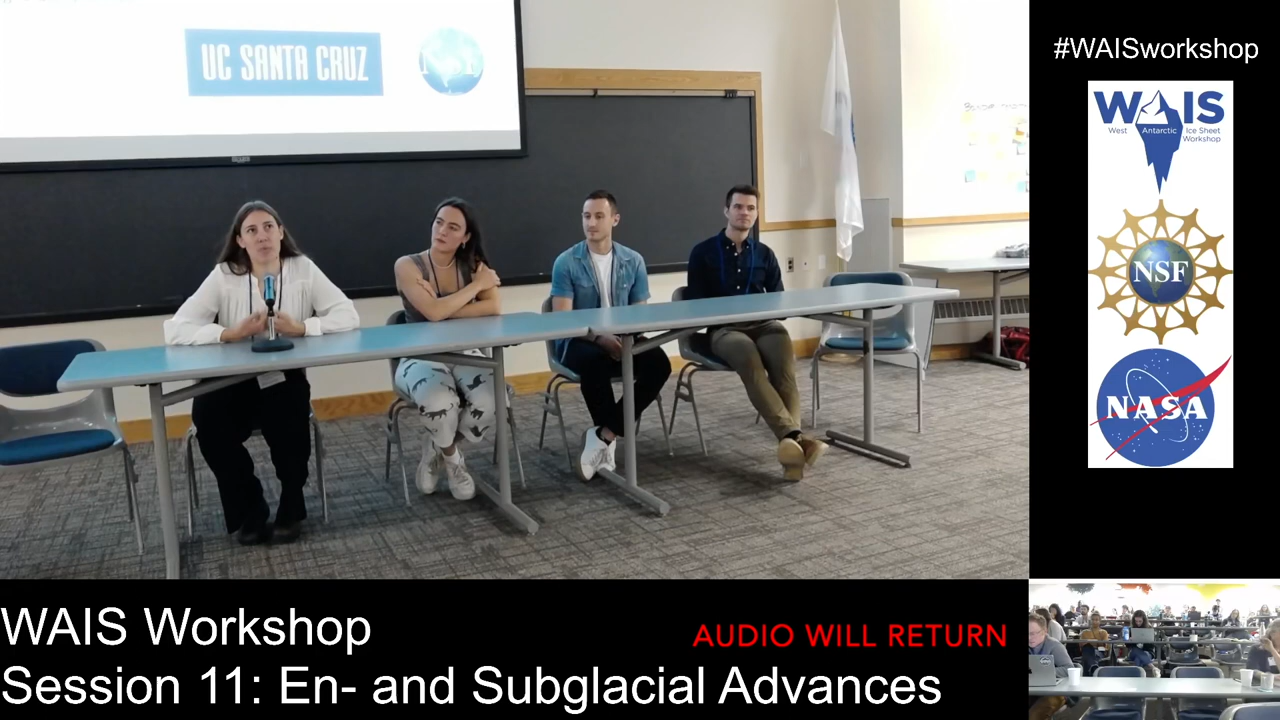 UC SANTA CRUZ
NSF
#WAISworkshop
WAIS
West Antarctic Ice Sheet
Workshop
NSF
NASA
WAIS Workshop
AUDIO WILL RETURN
Session 11: En- and Subglacial Advances